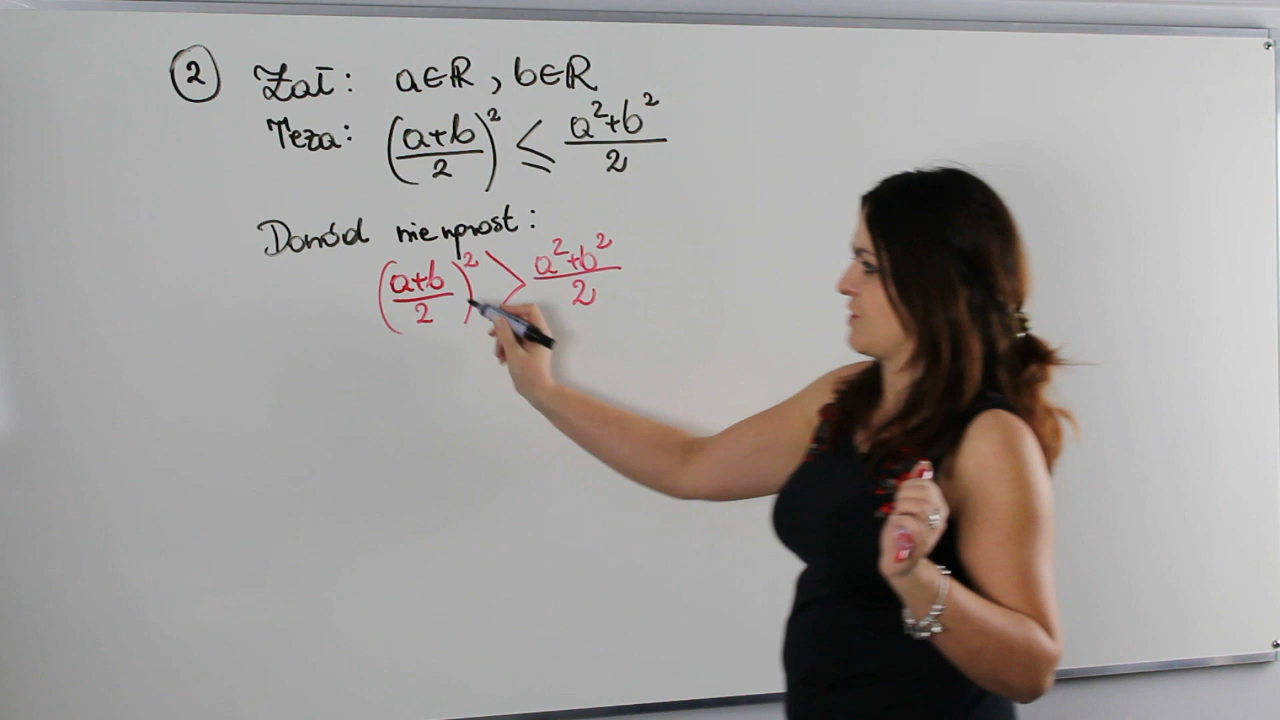 ② Zał: a∈ℝ, b∈ℝ
Teza: ((a+b)/2)² ≤ (a²+b²)/2
Dowód nie wprost:
((a+b)/2)² > (a²+b²)/2